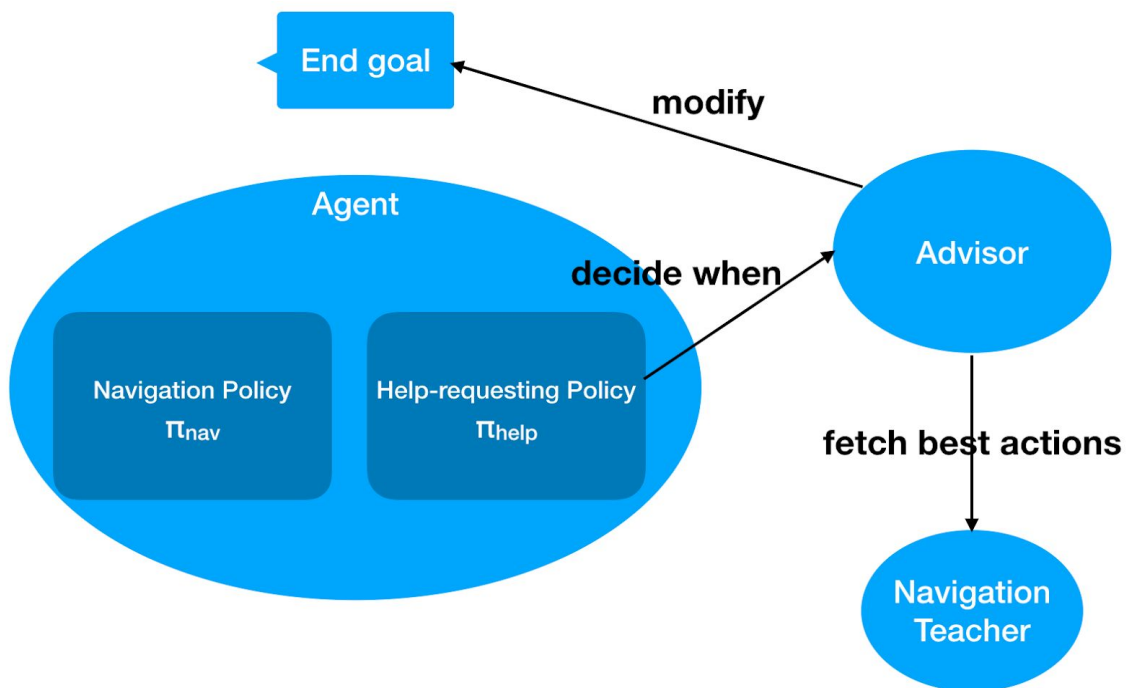 End goal
modify
Agent
Advisor
decide when
Navigation Policy
πnav
Help-requesting Policy
πhelp
fetch best actions
Navigation
Teacher